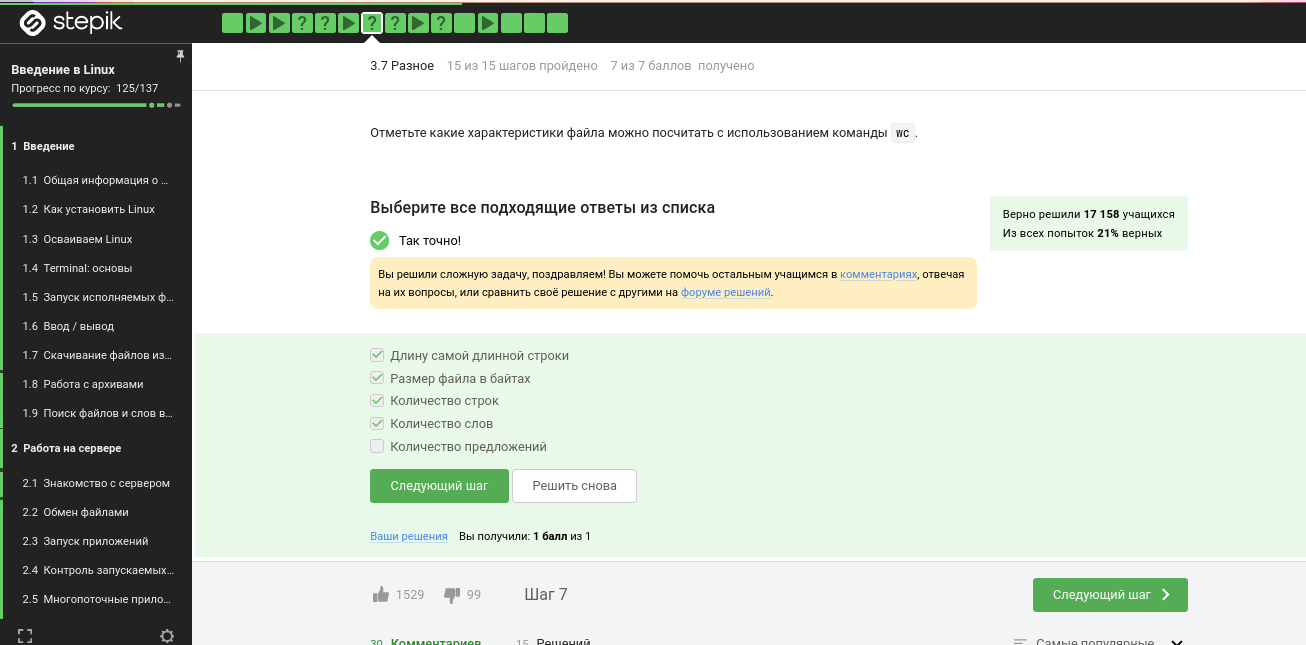 stepik
? ? ? ? ?
Введение в Linux
Прогресс по курсу: 125/137
1 Введение
1.1 Общая информация о ...
1.2 Как установить Linux
1.3 Осваиваем Linux
1.4 Terminal: основы
1.5 Запуск исполняемых ф...
1.6 Ввод / вывод
1.7 Скачивание файлов из...
1.8 Работа с архивами
1.9 Поиск файлов и слов в...
2 Работа на сервере
2.1 Знакомство с сервером
2.2 Обмен файлами
2.3 Запуск приложений
2.4 Контроль запускаемых...
2.5 Многопоточные прило...
3.7 Разное 15 из 15 шагов пройдено 7 из 7 баллов получено
Отметьте какие характеристики файла можно посчитать с использованием команды wc.
Выберите все подходящие ответы из списка
Верно решили 17 158 учащихся
Из всех попыток 21% верных
Так точно!
Вы решили сложную задачу, поздравляем! Вы можете помочь остальным учащимся в комментариях, отвечая
на их вопросы, или сравнить своё решение с другими на форуме решений.
Длину самой длинной строки
Размер файла в байтах
Количество строк
Количество слов
Количество предложений
Следующий шаг Решить снова
Ваши решения Вы получили: 1 балл из 1
1529 99 Шаг 7 Следующий шаг
30 Комментариев 15 Решений Самые популярные